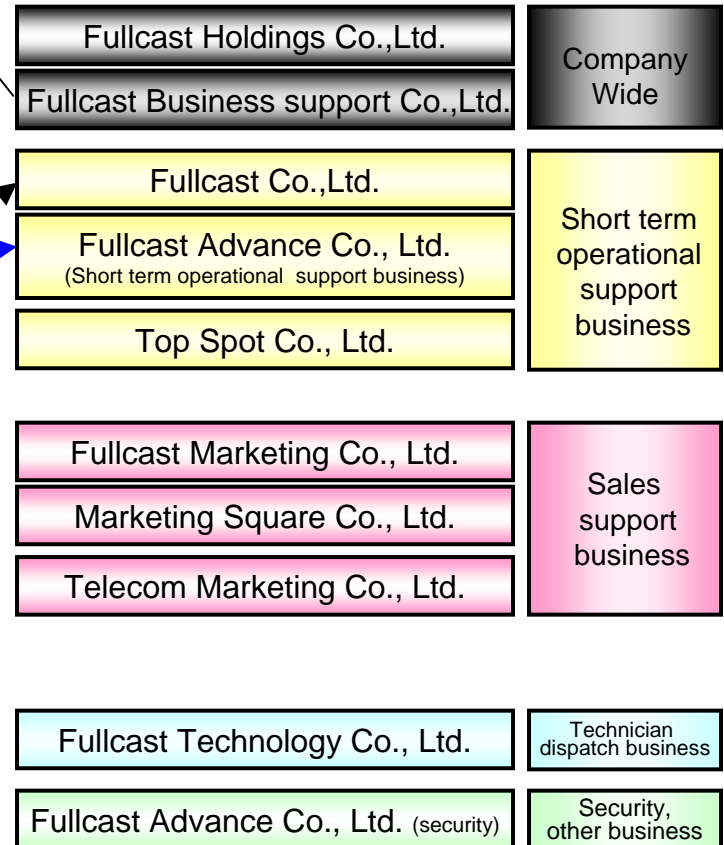 Fullcast Holdings Co.,Ltd.
Fullcast Business support Co.,Ltd.
Company
Wide
Fullcast Co.,Ltd.
Fullcast Advance Co., Ltd.
(Short term operational support business)
Top Spot Co., Ltd.
Short term
operational
support
business
Fullcast Marketing Co., Ltd.
Marketing Square Co., Ltd.
Telecom Marketing Co., Ltd.
Sales
support
business
Fullcast Technology Co., Ltd.
Technician
dispatch business
Fullcast Advance Co., Ltd. (security)
Security,
other business